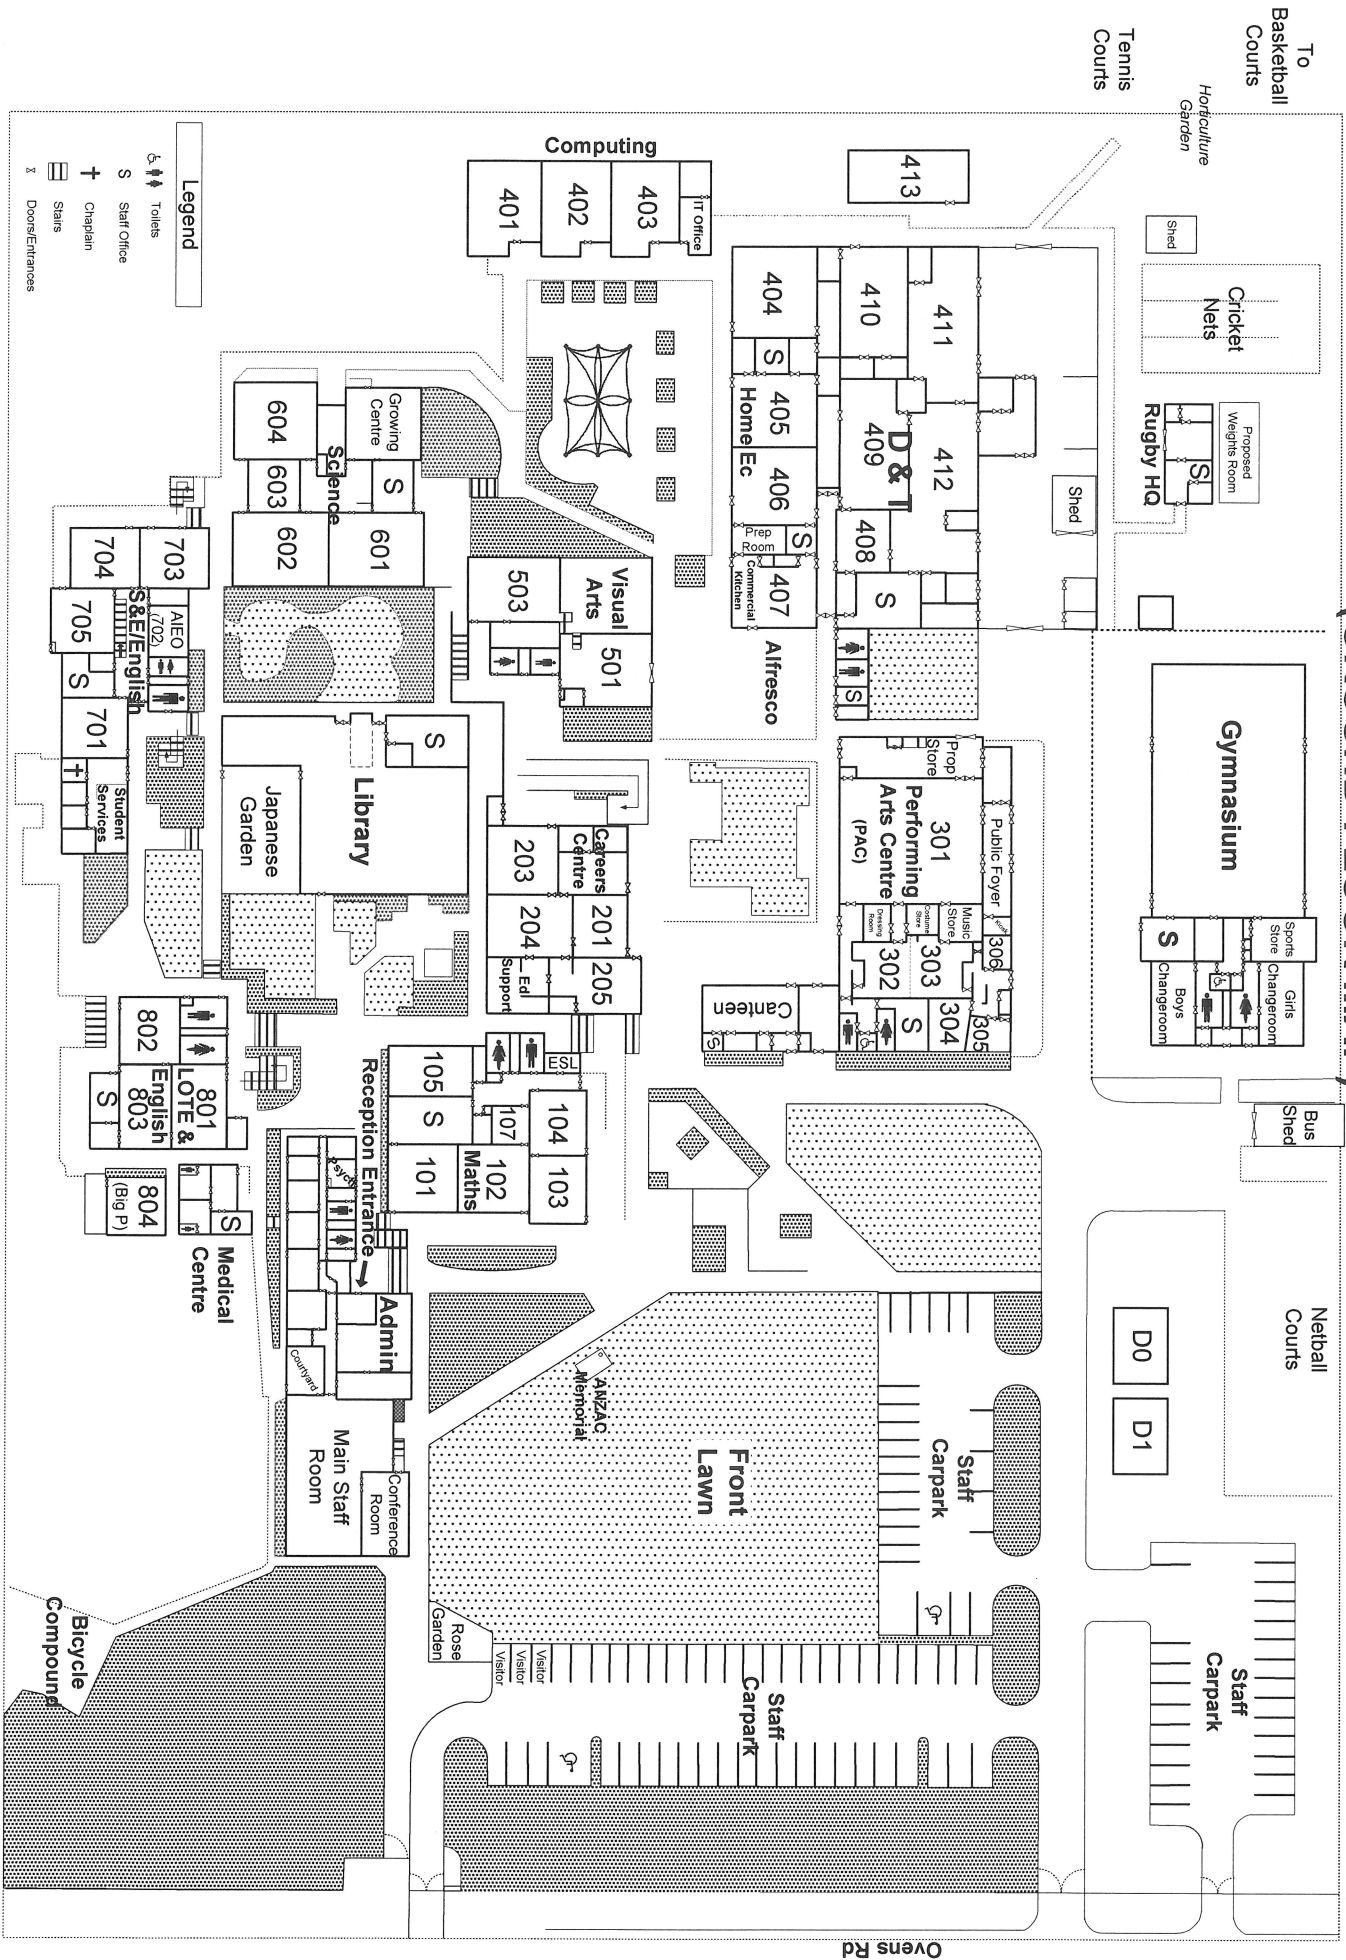 To
Basketball
Courts
Tennis
Courts
Horticulture
Garden
Shed
Cricket
Nets
Proposed
Weights Room
S
Rugby HQ
Shed
Gymnasium
Sports
Store
Girls
Changeroom
S
Boys
Changeroom
Bus
Shed
Netball
Courts
D0
D1
Staff
Carpark
Computing
401
402
403
IT Office
413
404
S
405
Home Ec
406
Prep
Room
S
407
Commercial
Kitchen
410
411
409
D & T
412
408
S
S
Alfresco
Prop
Store
301
Performing
Arts Centre
(PAC)
Public Foyer
Kiosk
Music
Store
Costume
Store
Dressing
Room
302
303
306
304
305
S
Canteen
S
Staff
Carpark
Front
Lawn
ANZAC
Memorial
Rose
Garden
Visitor
Visitor
Visitor
Staff
Carpark
Ovens Rd
Legend
Toilets
S Staff Office
Chaplain
Stairs
Doors/Entrances
604
Growing
Centre
Science
603
S
602
601
503
Visual
Arts
501
704
703
705
S&E/English
AIEO
(702)
S
701
Student
Services
Library
S
Japanese
Garden
203
Careers
Centre
204
201
Ed
Support
205
802
801
LOTE &
English
803
S
804
(Big P)
S
Medical
Centre
105
ESL
S
107
104
101
102
Maths
103
Reception Entrance
Psych
Admin
Courtyard
Main Staff
Room
Conference
Room
Bicycle
Compound